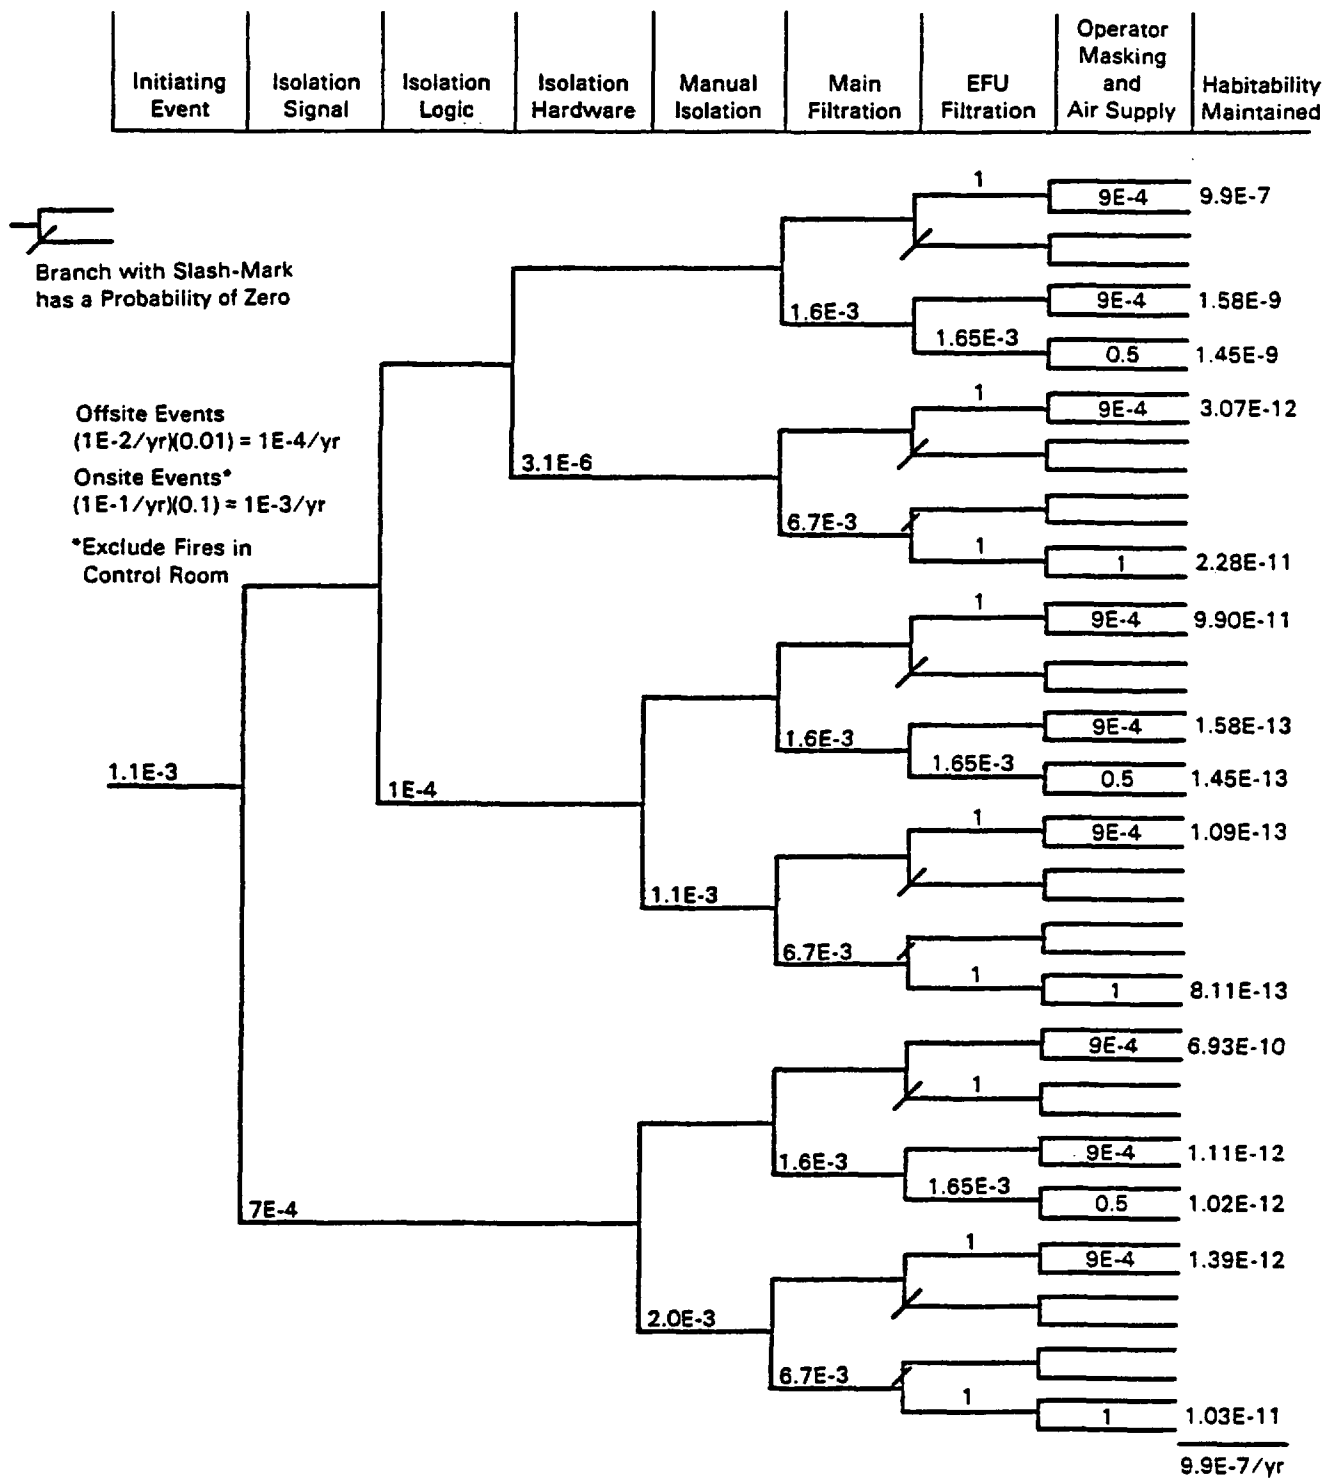 Initiating
Event
Isolation
Signal
Isolation
Logic
Isolation
Hardware
Manual
Isolation
Main
Filtration
EFU
Filtration
Operator
Masking
and
Air Supply
Habitability
Maintained
Branch with Slash-Mark
has a Probability of Zero
Offsite Events
(1E-2/yr)(0.01) = 1E-4/yr
Onsite Events*
(1E-1/yr)(0.1) = 1E-3/yr
*Exclude Fires in
Control Room
1
9E-4 9.9E-7
9E-4 1.58E-9
1.6E-3
1.65E-3
0.5 1.45E-9
1
9E-4 3.07E-12
3.1E-6
6.7E-3
1
1 2.28E-11
1
9E-4 9.90E-11
9E-4 1.58E-13
1.6E-3
1.65E-3
1.1E-3
0.5 1.45E-13
1E-4
1
9E-4 1.09E-13
1.1E-3
6.7E-3
1
1 8.11E-13
9E-4 6.93E-10
1
9E-4 1.11E-12
1.6E-3
1.65E-3
0.5 1.02E-12
7E-4
1
9E-4 1.39E-12
2.0E-3
6.7E-3
1
1 1.03E-11
9.9E-7/yr